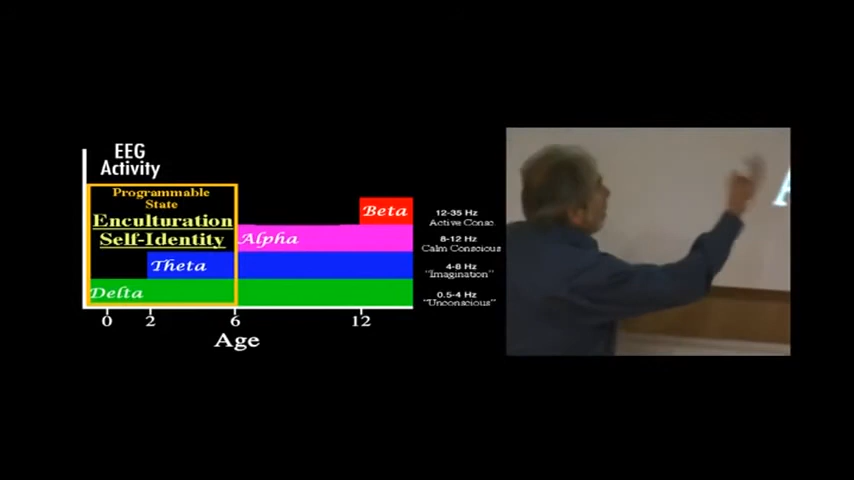 EEG
Activity
Programmable
State
Enculturation
Self-Identity
Beta
Alpha
Theta
Delta
12-35 Hz
Active Consc.
8-12 Hz
Calm Conscious
4-8 Hz
"Imagination"
0.5-4 Hz
"Unconscious"
0 2 6 12
Age